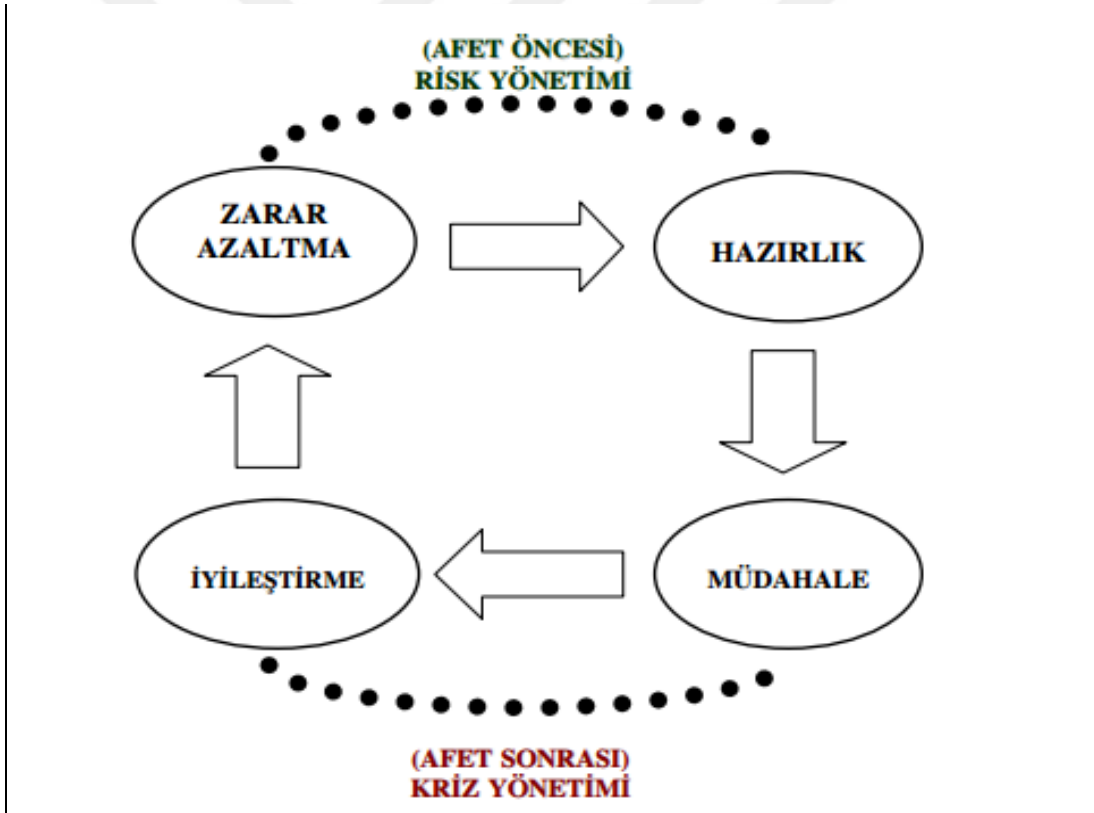 (AFET ÖNCESİ)
RİSK YÖNETİMİ
ZARAR
AZALTMA
HAZIRLIK
İYİLEŞTİRME
MÜDAHALE
(AFET SONRASI)
KRİZ YÖNETİMİ